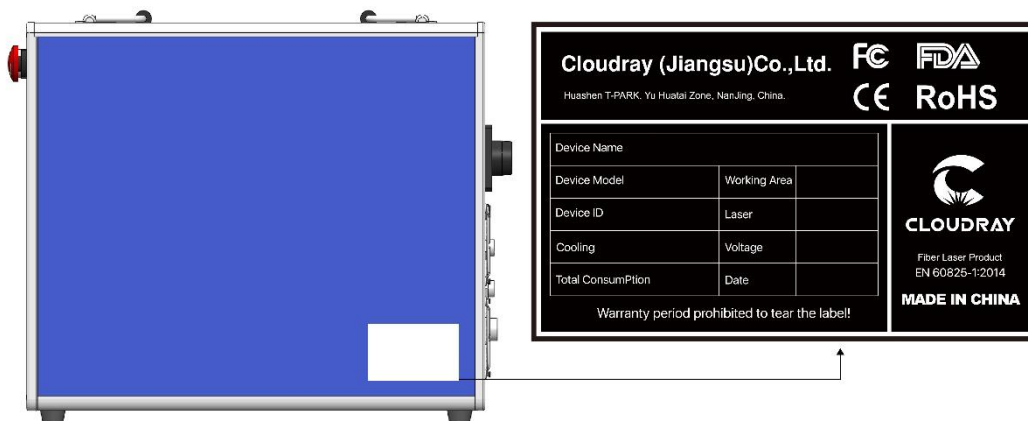 Cloudray (Jiangsu)Co.,Ltd.
Huashen T-PARK. Yu Huatai Zone, NanJing, China.
FC FDA
CE RoHS
Device Name
Device Model Working Area
Device ID Laser
Cooling Voltage
Total ConsumPtion Date
Warranty period prohibited to tear the label!
CLOUDRAY
Fiber Laser Product
EN 60825-1:2014
MADE IN CHINA